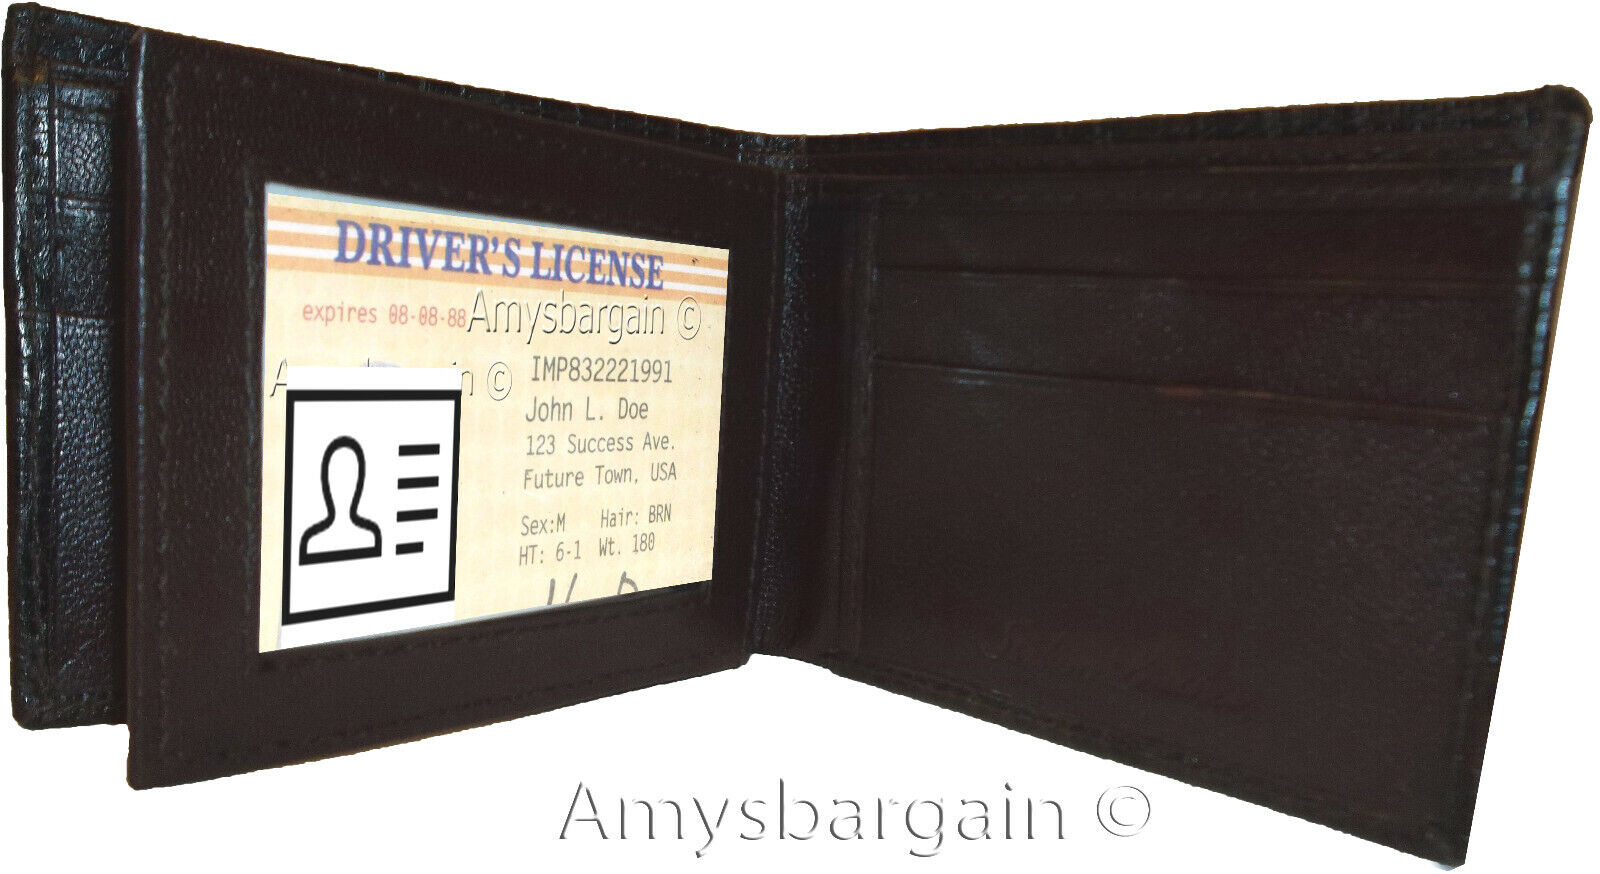 DRIVER'S LICENSE
expires 08-08-88
Amysbargain ©
IMP832221991
John L. Doe
123 Success Ave.
Future Town, USA
Sex:M Hair: BRN
HT: 6-1 Wt. 180
Amysbargain ©